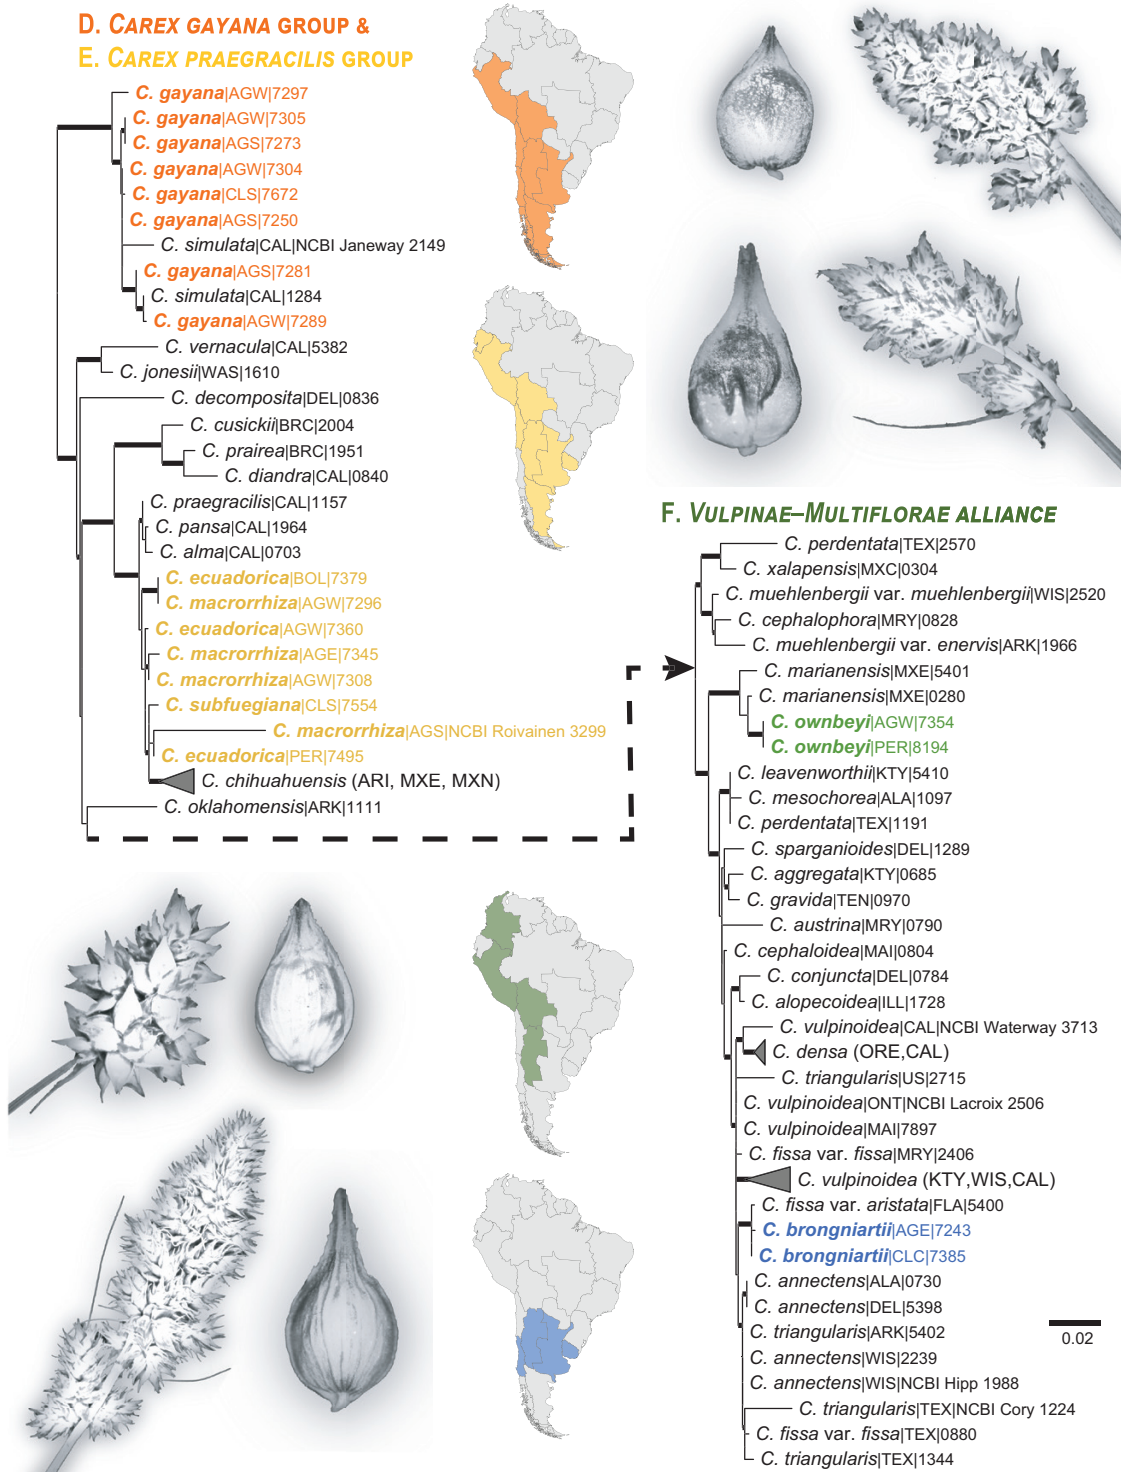 D. CAREX GAYANA GROUP &
E. CAREX PRAEGRACILIS GROUP
C. gayana|AGW|7297
C. gayana|AGW|7305
C. gayana|AGS|7273
C. gayana|AGW|7304
C. gayana|CLS|7672
C. gayana|AGS|7250
C. simulata|CAL|NCBI Janeway 2149
C. gayana|AGS|7281
C. simulata|CAL|1284
C. gayana|AGW|7289
C. vernacula|CAL|5382
C. jonesii|WAS|1610
C. decomposita|DEL|0836
C. cusickii|BRC|2004
C. prairea|BRC|1951
C. diandra|CAL|0840
C. praegracilis|CAL|1157
C. pansa|CAL|1964
C. alma|CAL|0703
C. ecuadorica|BOL|7379
C. macrorrhiza|AGW|7296
C. ecuadorica|AGW|7360
C. macrorrhiza|AGE|7345
C. macrorrhiza|AGW|7308
C. subfuegiana|CLS|7554
C. macrorrhiza|AGS|NCBI Roivainen 3299
C. ecuadorica|PER|7495
C. chihuahuensis (ARI, MXE, MXN)
C. oklahomensis|ARK|1111
F. VULPINAE–MULTIFLORAE ALLIANCE
C. perdentata|TEX|2570
C. xalapensis|MXC|0304
C. muehlenbergii var. muehlenbergii|WIS|2520
C. cephalophora|MRY|0828
C. muehlenbergii var. enervis|ARK|1966
C. marianensis|MXE|5401
C. marianensis|MXE|0280
C. ownbeyi|AGW|7354
C. ownbeyi|PER|8194
C. leavenworthii|KTY|5410
C. mesochorea|ALA|1097
C. perdentata|TEX|1191
C. sparganioides|DEL|1289
C. aggregata|KTY|0685
C. gravida|TEN|0970
C. austrina|MRY|0790
C. cephaloidea|MAI|0804
C. conjuncta|DEL|0784
C. alopecoidea|ILL|1728
C. vulpinoidea|CAL|NCBI Waterway 3713
C. densa (ORE,CAL)
C. triangularis|US|2715
C. vulpinoidea|ONT|NCBI Lacroix 2506
C. vulpinoidea|MAI|7897
C. fissa var. fissa|MRY|2406
C. vulpinoidea (KTY,WIS,CAL)
C. fissa var. aristata|FLA|5400
C. brongniartii|AGE|7243
C. brongniartii|CLC|7385
C. annectens|ALA|0730
C. annectens|DEL|5398
C. triangularis|ARK|5402
C. annectens|WIS|2239
C. annectens|WIS|NCBI Hipp 1988
C. triangularis|TEX|NCBI Cory 1224
C. fissa var. fissa|TEX|0880
C. triangularis|TEX|1344
0.02